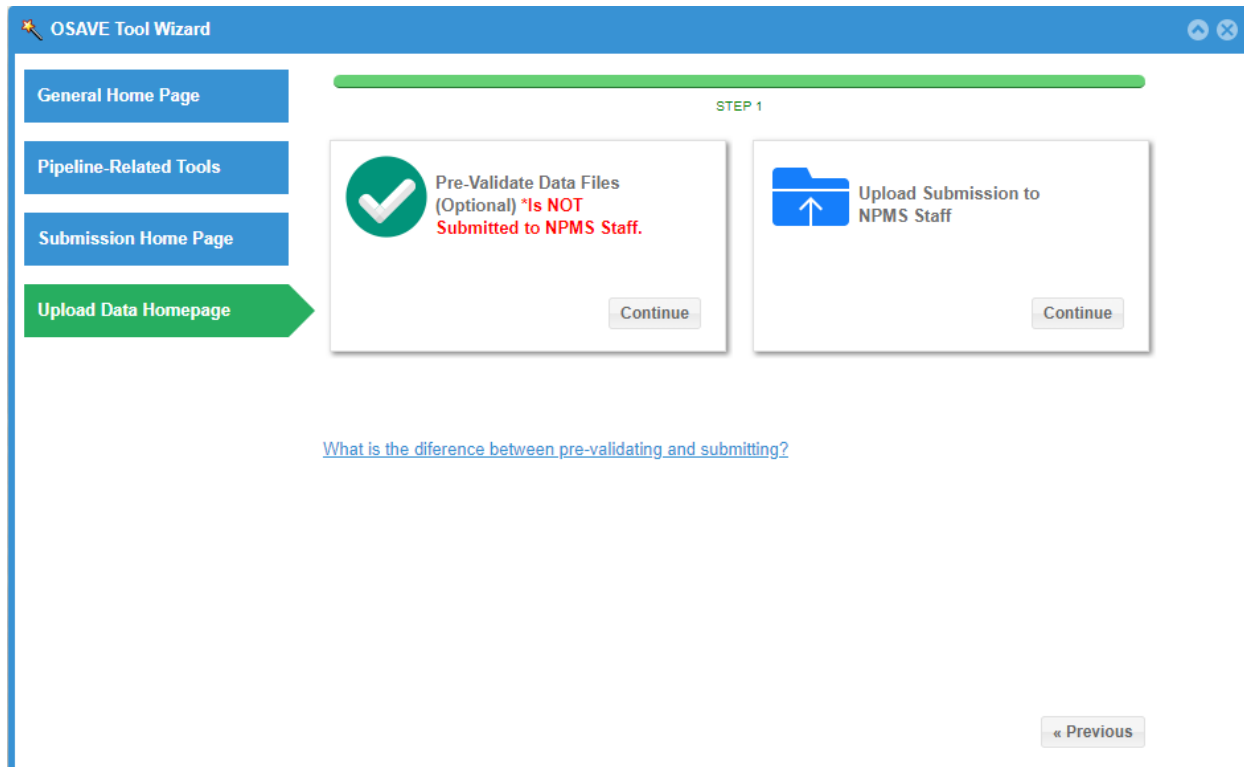 OSAVE Tool Wizard
General Home Page
Pipeline-Related Tools
Submission Home Page
Upload Data Homepage
STEP 1
Pre-Validate Data Files
(Optional) *Is NOT
Submitted to NPMS Staff.
Continue
Upload Submission to
NPMS Staff
Continue
What is the diference between pre-validating and submitting?
« Previous